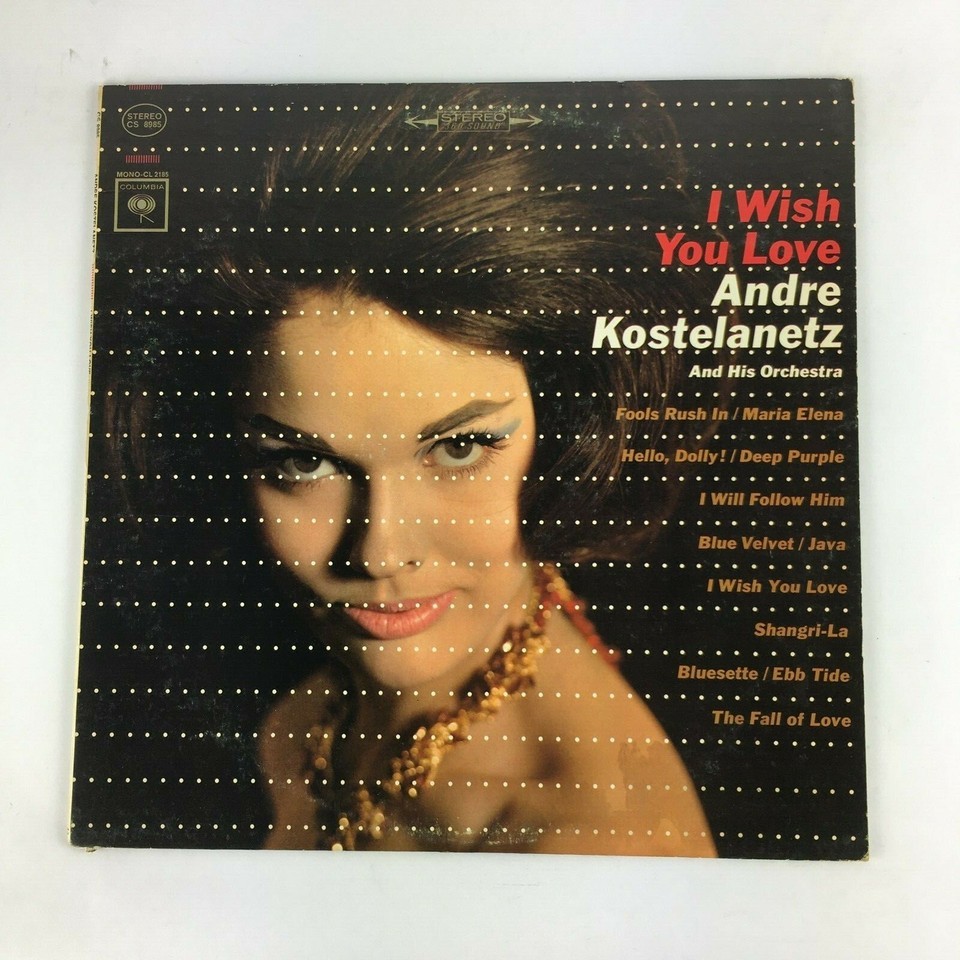 STEREO
CS 8985
MONO-CL 2185
COLUMBIA
STEREO
"360 SOUND"
I Wish
You Love
Andre
Kostelanetz
And His Orchestra
Fools Rush In / Maria Elena
Hello, Dolly! / Deep Purple
I Will Follow Him
Blue Velvet / Java
I Wish You Love
Shangri-La
Bluesette / Ebb Tide
The Fall of Love